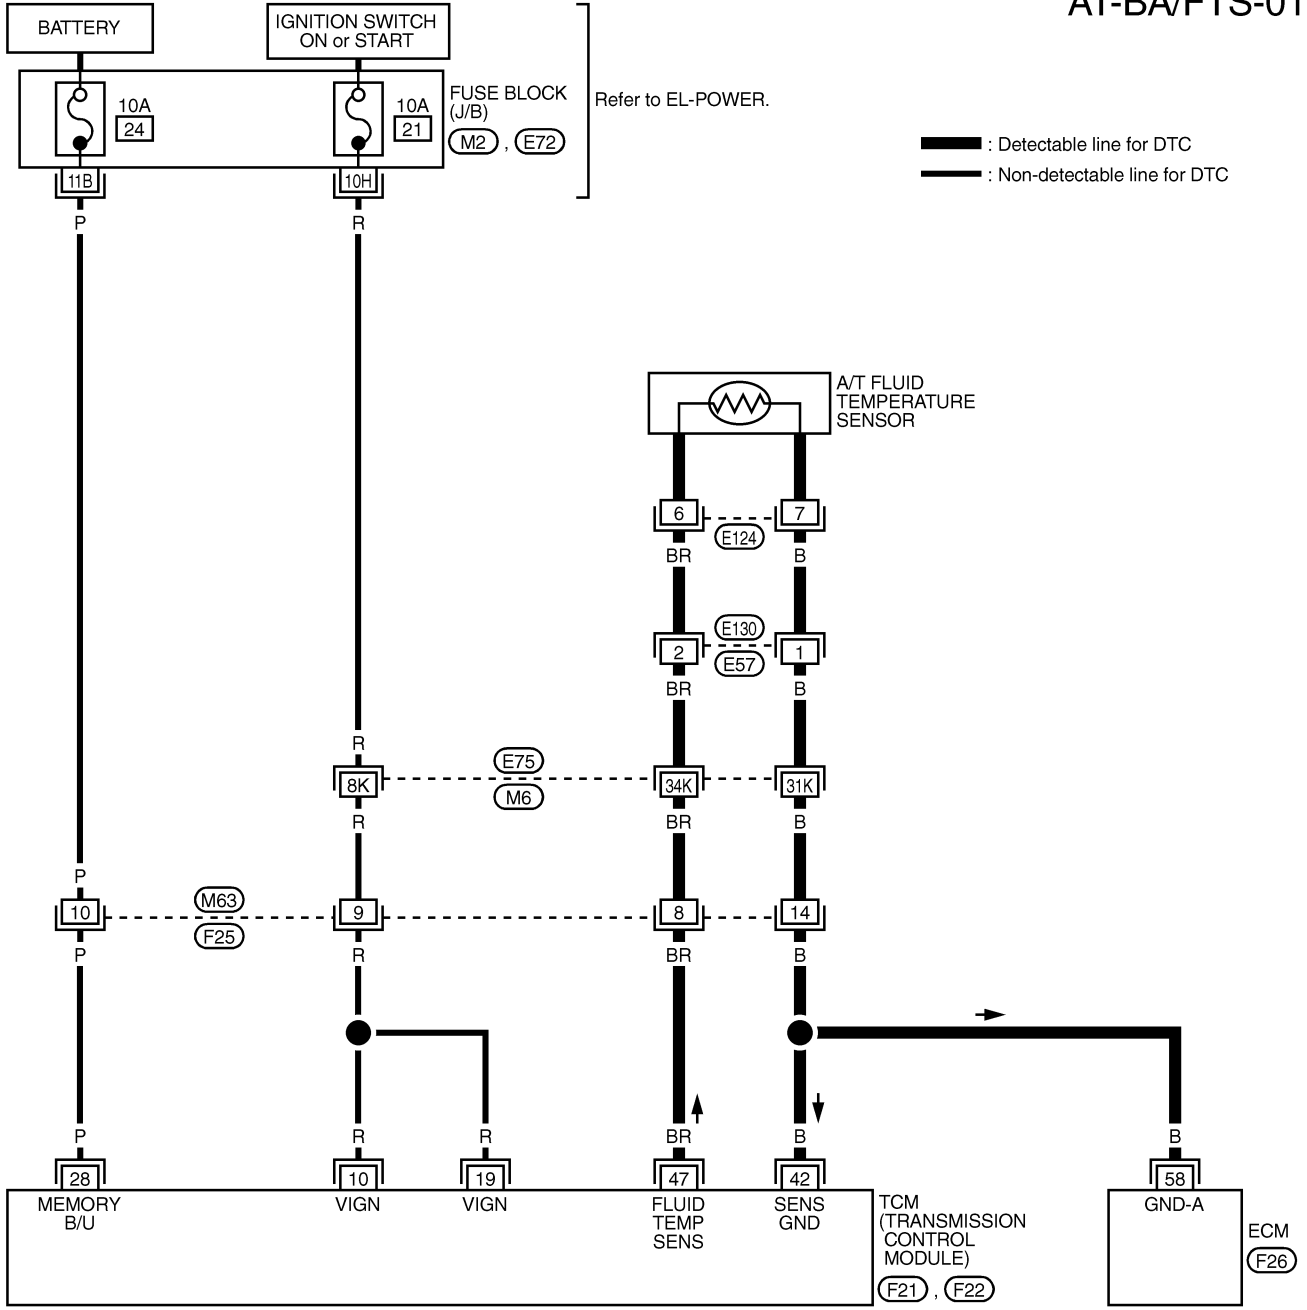 AT-BA/FTS-01
BATTERY
IGNITION SWITCH
ON or START
10A
24
10A
21
FUSE BLOCK
(J/B)
M2 , E72
Refer to EL-POWER.
: Detectable line for DTC
: Non-detectable line for DTC
11B
10H
P
R
A/T FLUID
TEMPERATURE
SENSOR
6
7
E124
BR
B
E130
2
1
E57
BR
B
R
E75
8K
34K
31K
M6
R
BR
B
P
M63
10
9
8
14
F25
P
R
BR
B
P
R
R
BR
B
B
28
10
19
47
42
58
MEMORY
B/U
VIGN
VIGN
FLUID
TEMP
SENS
SENS
GND
TCM
(TRANSMISSION
CONTROL
MODULE)
F21 , F22
GND-A
ECM
F26